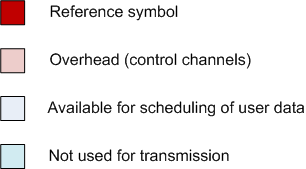 Reference symbol
Overhead (control channels)
Available for scheduling of user data
Not used for transmission